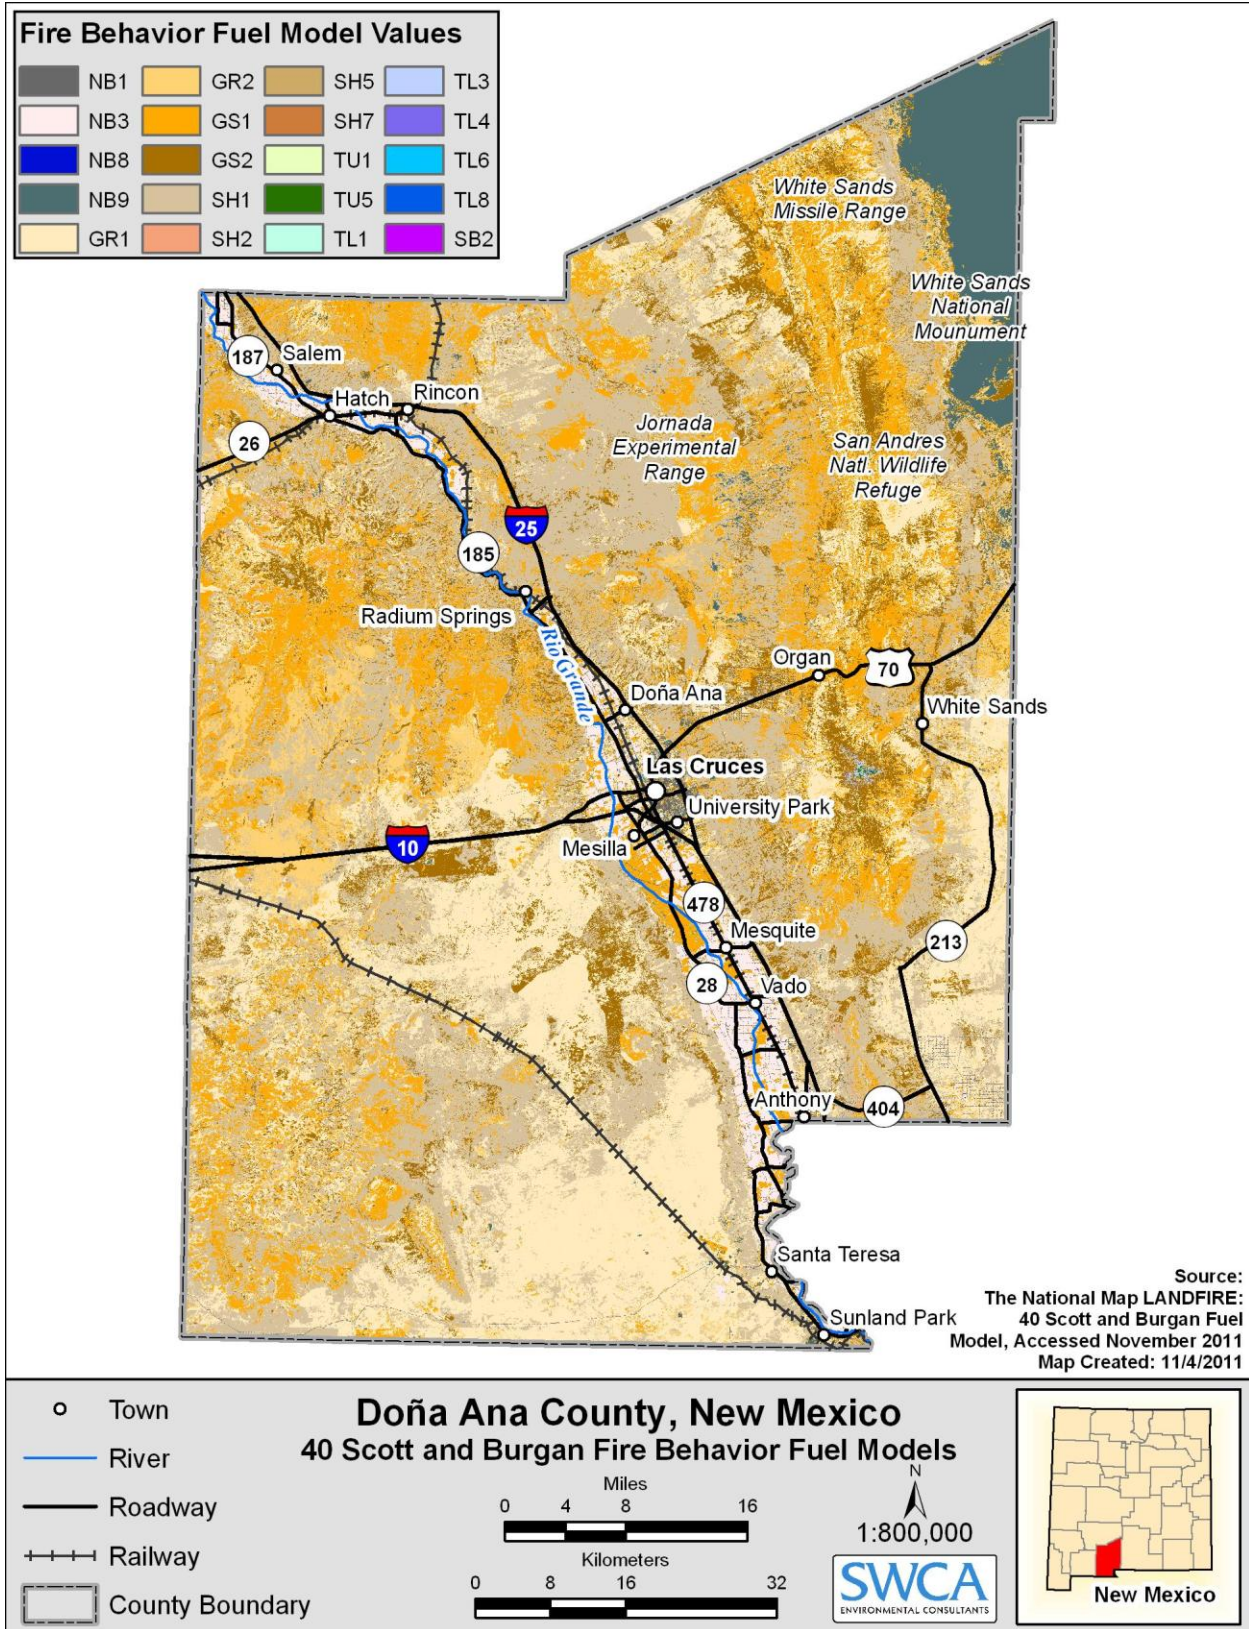 Fire Behavior Fuel Model Values
NB1 GR2 SH5 TL3
NB3 GS1 SH7 TL4
NB8 GS2 TU1 TL6
NB9 SH1 TU5 TL8
GR1 SH2 TL1 SB2
White Sands
Missile Range
White Sands
National
Mounument
187
Salem
Hatch
Rincon
26
Jornada
Experimental
Range
San Andres
Natl. Wildlife
Refuge
25
185
Radium Springs
Rio Grande
Organ
70
Doña Ana
White Sands
Las Cruces
University Park
10
Mesilla
478
Mesquite
213
28
Vado
Anthony
404
Santa Teresa
Sunland Park
Source:
The National Map LANDFIRE:
40 Scott and Burgan Fuel
Model, Accessed November 2011
Map Created: 11/4/2011
Town
River
Roadway
Railway
County Boundary
Doña Ana County, New Mexico
40 Scott and Burgan Fire Behavior Fuel Models
Miles
0 4 8 16
Kilometers
0 8 16 32
N
1:800,000
SWCA
ENVIRONMENTAL CONSULTANTS
New Mexico